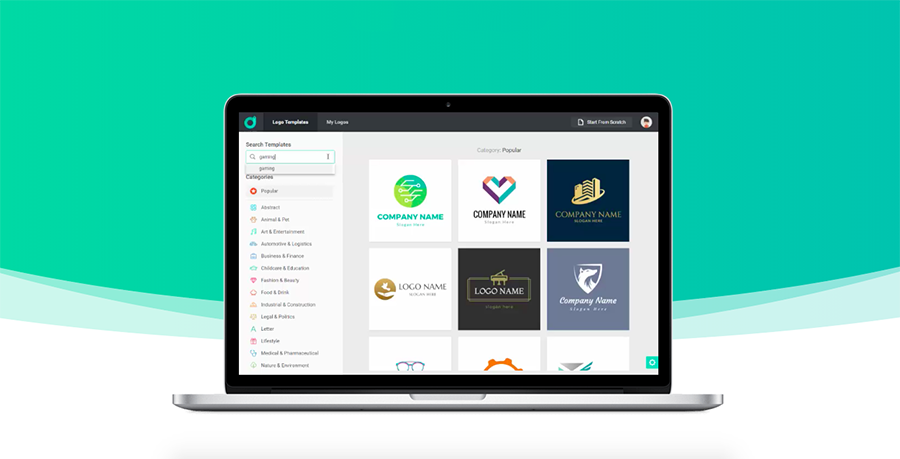 Logo Templates
My Logos
Start From Scratch
Search Templates
gaming
gaming
Categories
Popular
Abstract
Animal & Pet
Art & Entertainment
Automotive & Logistics
Business & Finance
Childcare & Education
Fashion & Beauty
Food & Drink
Industrial & Construction
Legal & Politics
Letter
Lifestyle
Medical & Pharmaceutical
Nature & Environment
Category: Popular
COMPANY NAME
Slogan Here
COMPANY NAME
Slogan Here
COMPANY NAME
SLOGAN HERE
LOGO NAME
SLOGAN HERE
LOGO NAME
Slogan Here
Company Name
Slogan Here